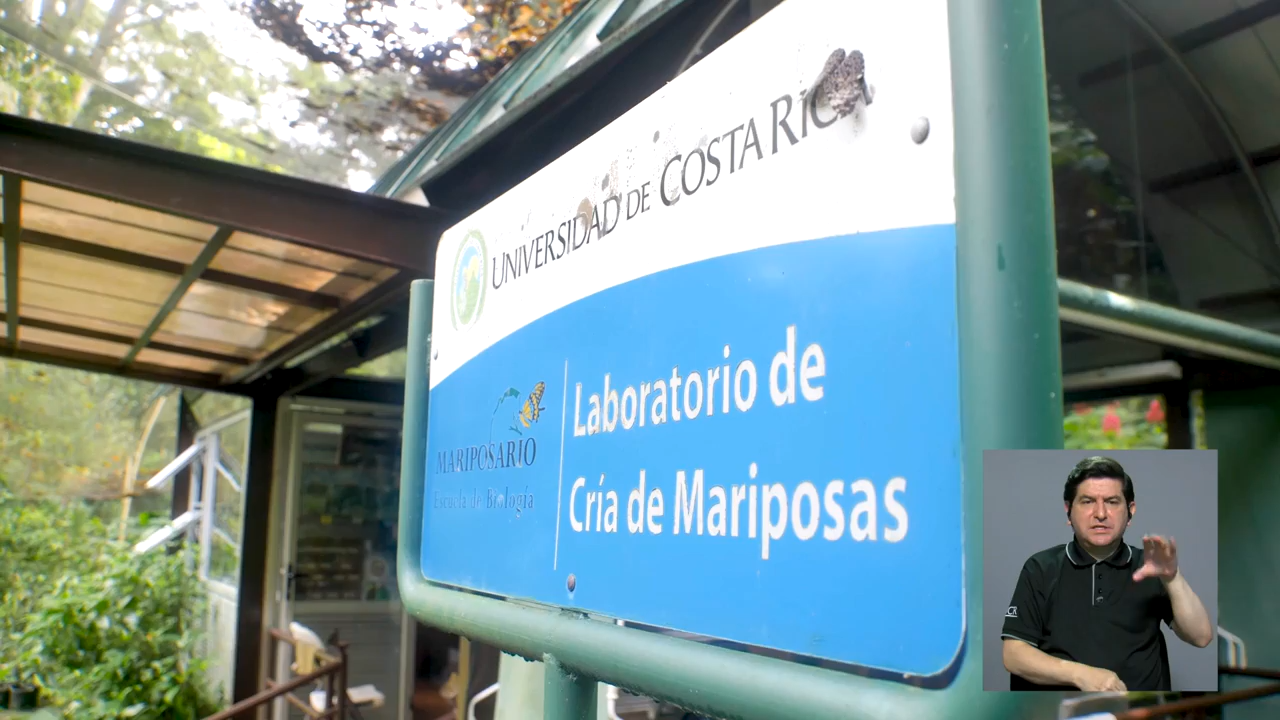 UNIVERSIDAD DE COSTA RICA
Laboratorio de
Cría de Mariposas
MARIPOSARIO
Escuela de Biología